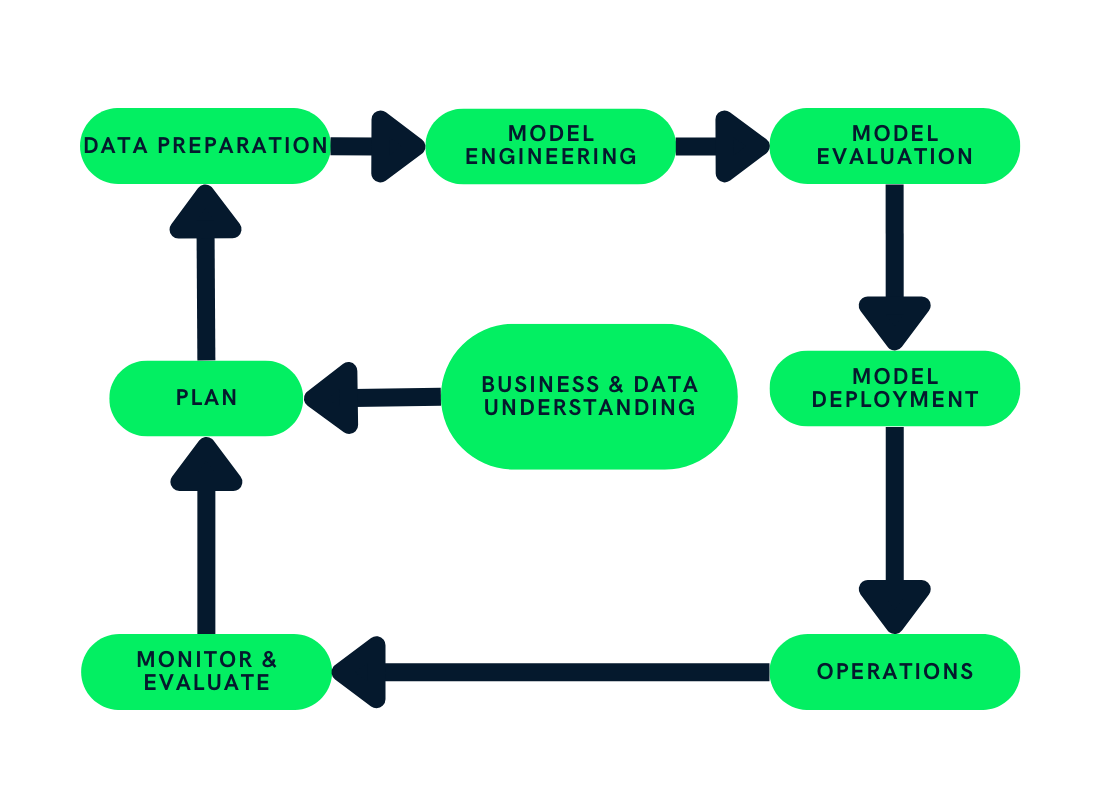 DATA PREPARATION
MODEL
ENGINEERING
MODEL
EVALUATION
PLAN
BUSINESS & DATA
UNDERSTANDING
MODEL
DEPLOYMENT
MONITOR &
EVALUATE
OPERATIONS